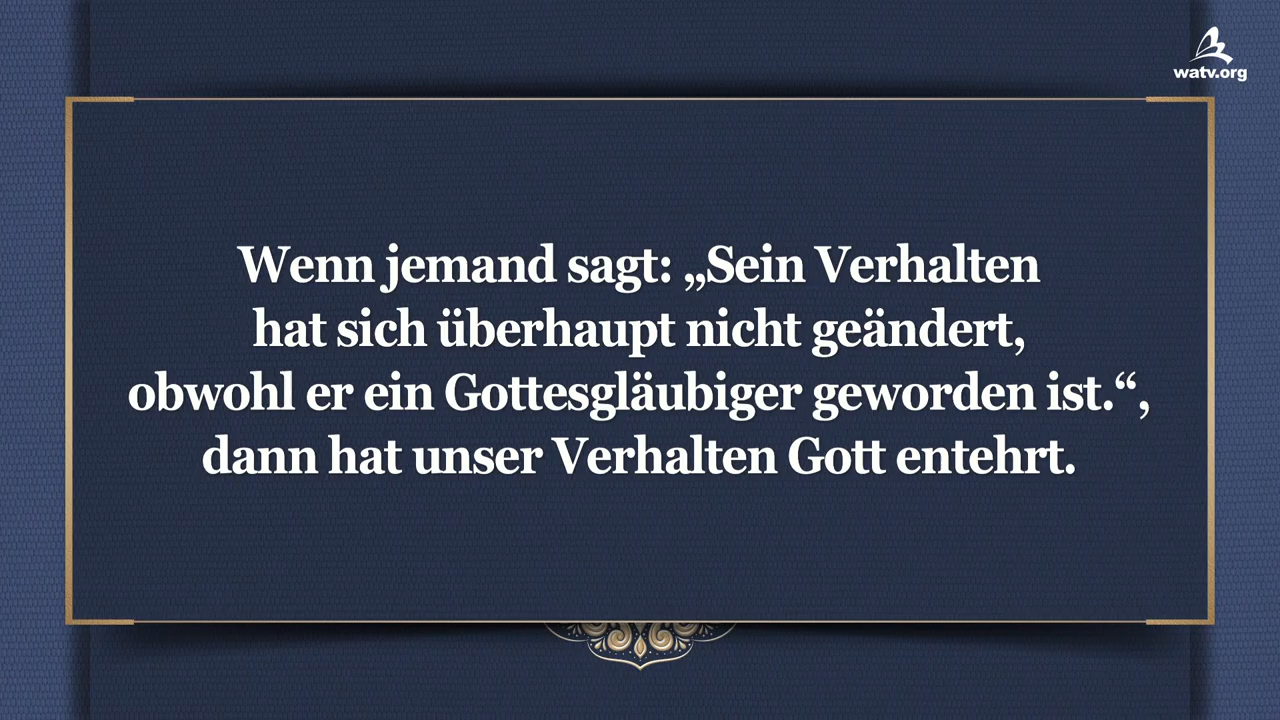 watv.org
Wenn jemand sagt: „Sein Verhalten
hat sich überhaupt nicht geändert,
obwohl er ein Gottesgläubiger geworden ist.“,
dann hat unser Verhalten Gott entehrt.